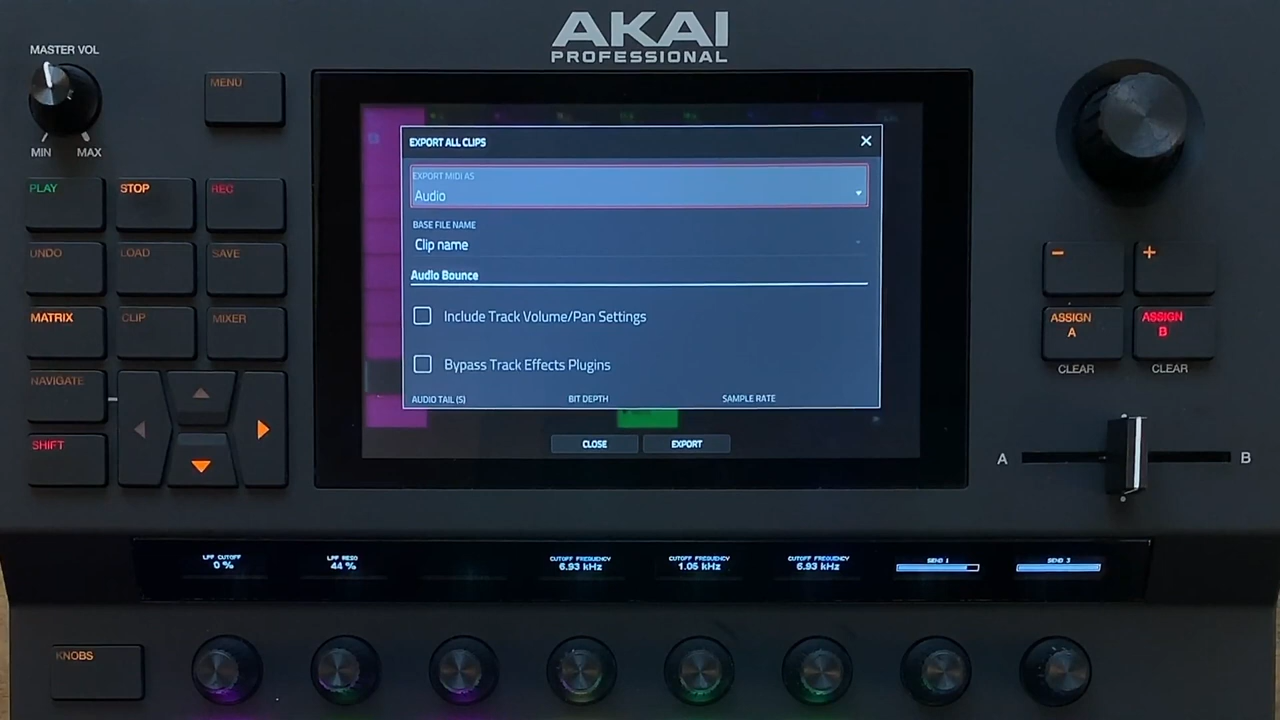 AKAI
PROFESSIONAL
MASTER VOL
MIN MAX
MENU
PLAY STOP REC
UNDO LOAD SAVE
MATRIX CLIP MIXER
NAVIGATE
SHIFT
EXPORT ALL CLIPS
EXPORT MIDI AS
Audio
BASE FILE NAME
Clip name
Audio Bounce
Include Track Volume/Pan Settings
Bypass Track Effects Plugins
AUDIO TAIL (S) BIT DEPTH SAMPLE RATE
CLOSE EXPORT
- +
ASSIGN A ASSIGN B
CLEAR CLEAR
A B
LPF CUTOFF LPF RESO CUTOFF FREQUENCY CUTOFF FREQUENCY CUTOFF FREQUENCY SEND 1
0 % 44 % 6.93 kHz 1.05 kHz 6.93 kHz
KNOBS